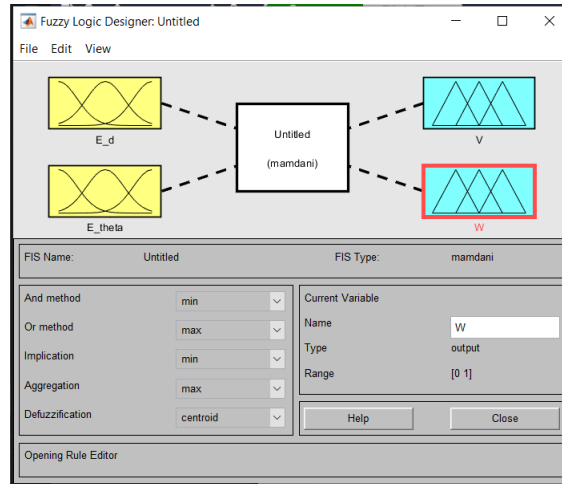 Fuzzy Logic Designer: Untitled
File Edit View
E_d
E_theta
Untitled
(mamdani)
V
W
FIS Name: Untitled FIS Type: mamdani
And method min
Or method max
Implication min
Aggregation max
Defuzzification centroid
Current Variable
Name W
Type output
Range [0 1]
Help Close
Opening Rule Editor